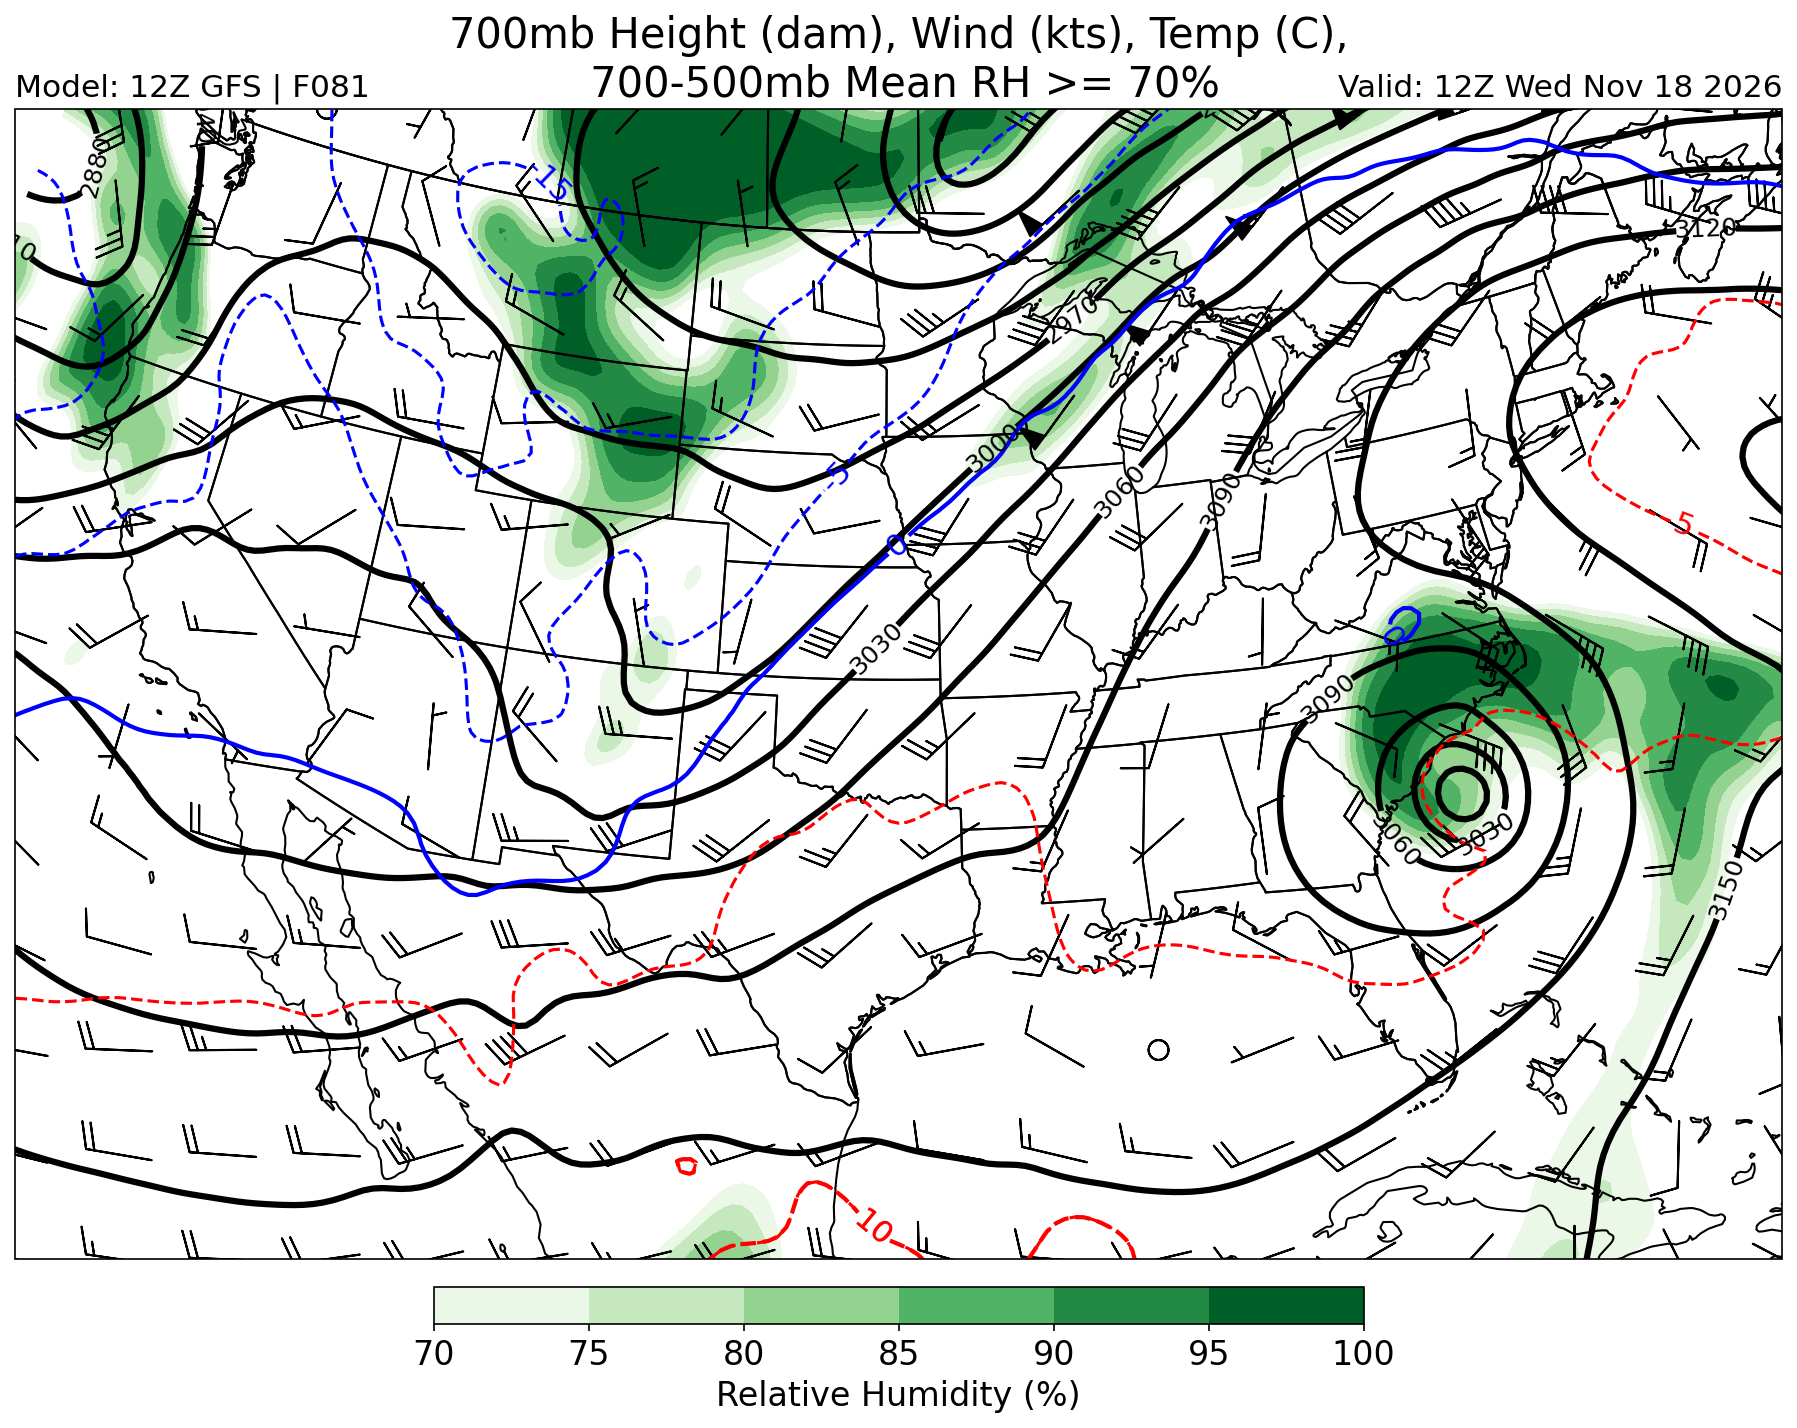 700mb Height (dam), Wind (kts), Temp (C),
Model: 12Z GFS | F081
700-500mb Mean RH >= 70%
Valid: 12Z Wed Nov 18 2026
2880
-15
3120
2970
3000
-5
3060
3090
5
0
3030
0
3090
3060
3030
3150
10
70 75 80 85 90 95 100
Relative Humidity (%)